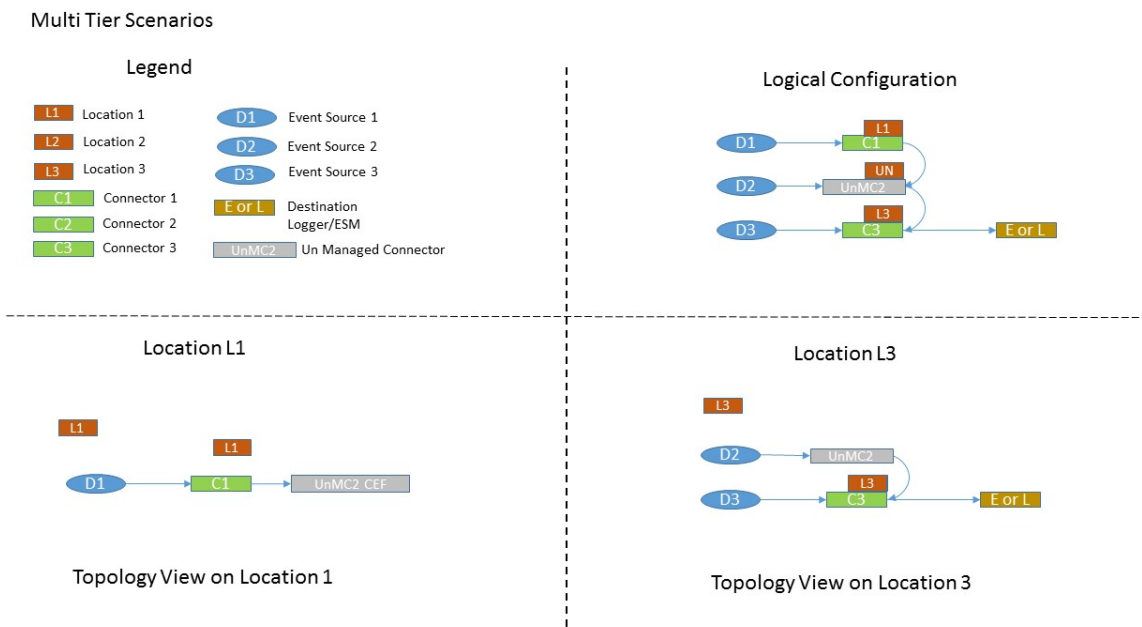 Multi Tier Scenarios
Legend
L1 Location 1
L2 Location 2
L3 Location 3
C1 Connector 1
C2 Connector 2
C3 Connector 3
D1 Event Source 1
D2 Event Source 2
D3 Event Source 3
E or L Destination
Logger/ESM
UnMC2 Un Managed Connector
Logical Configuration
L1
D1 C1
UN
D2 UnMC2
L3
D3 C3 E or L
Location L1
L1
L1
D1 C1 UnMC2 CEF
Topology View on Location 1
Location L3
L3
D2 UnMC2
L3
D3 C3 E or L
Topology View on Location 3